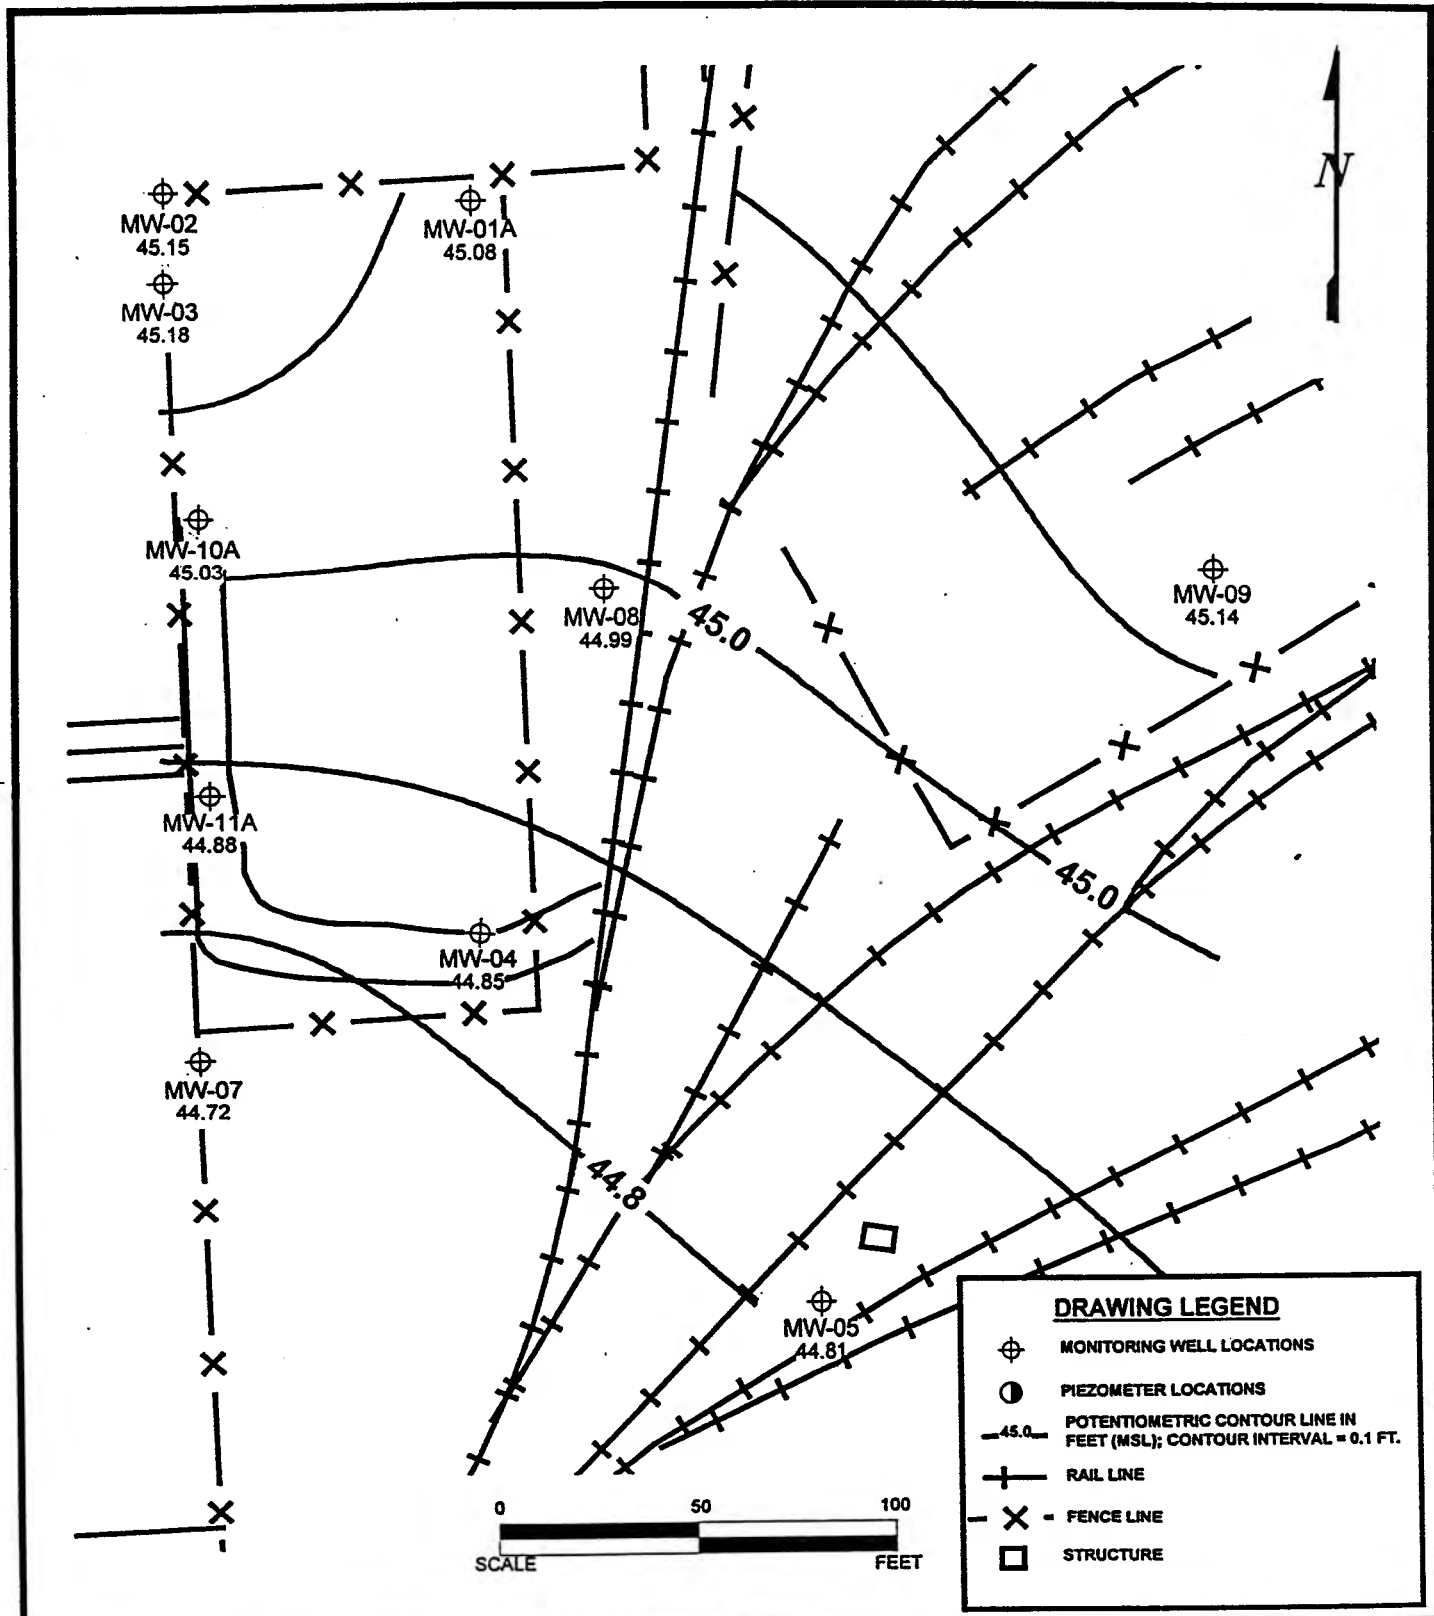 N
MW-02
45.15
MW-01A
45.08
MW-03
45.18
MW-10A
45.03
MW-08
44.99
45.0
MW-09
45.14
MW-11A
44.88
45.0
MW-04
44.85
MW-07
44.72
44.8
MW-05
44.81
DRAWING LEGEND
MONITORING WELL LOCATIONS
PIEZOMETER LOCATIONS
45.0
POTENTIOMETRIC CONTOUR LINE IN
FEET (MSL); CONTOUR INTERVAL = 0.1 FT.
RAIL LINE
FENCE LINE
STRUCTURE
0 50 100
SCALE FEET